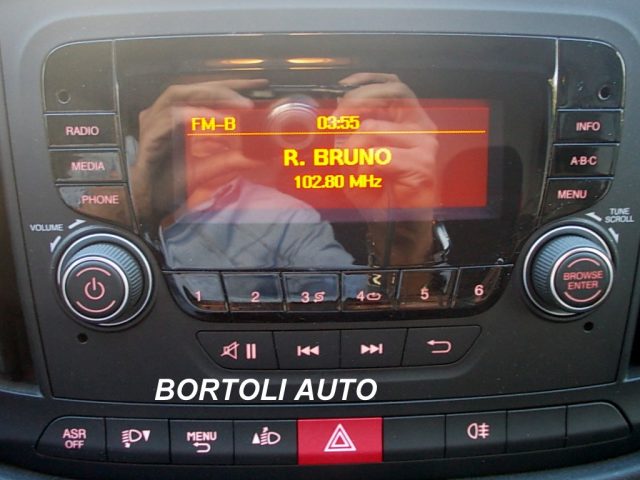 FM-B 03:55
R. BRUNO
102.80 MHz
RADIO
MEDIA
PHONE
INFO
A·B·C
MENU
VOLUME
TUNE
SCROLL
BROWSE
ENTER
1 2 3 4 5 6
BORTOLI AUTO
ASR
OFF
MENU